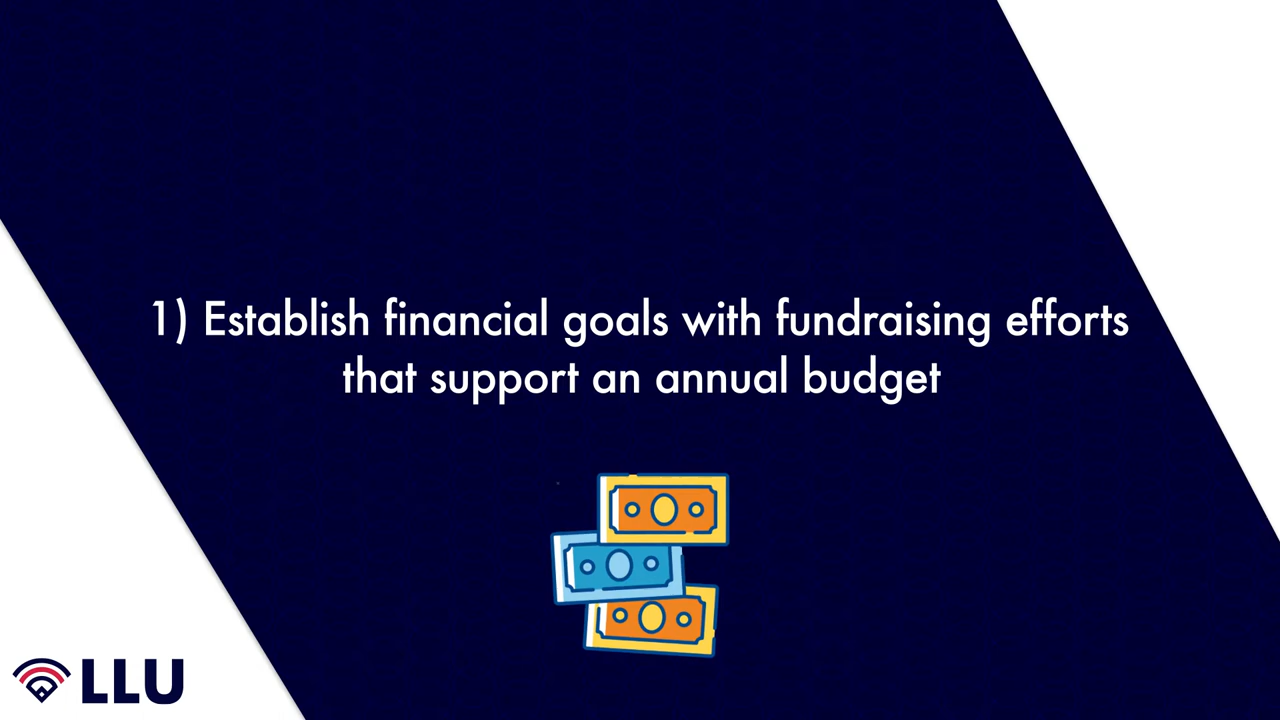 1) Establish financial goals with fundraising efforts
that support an annual budget
LLU